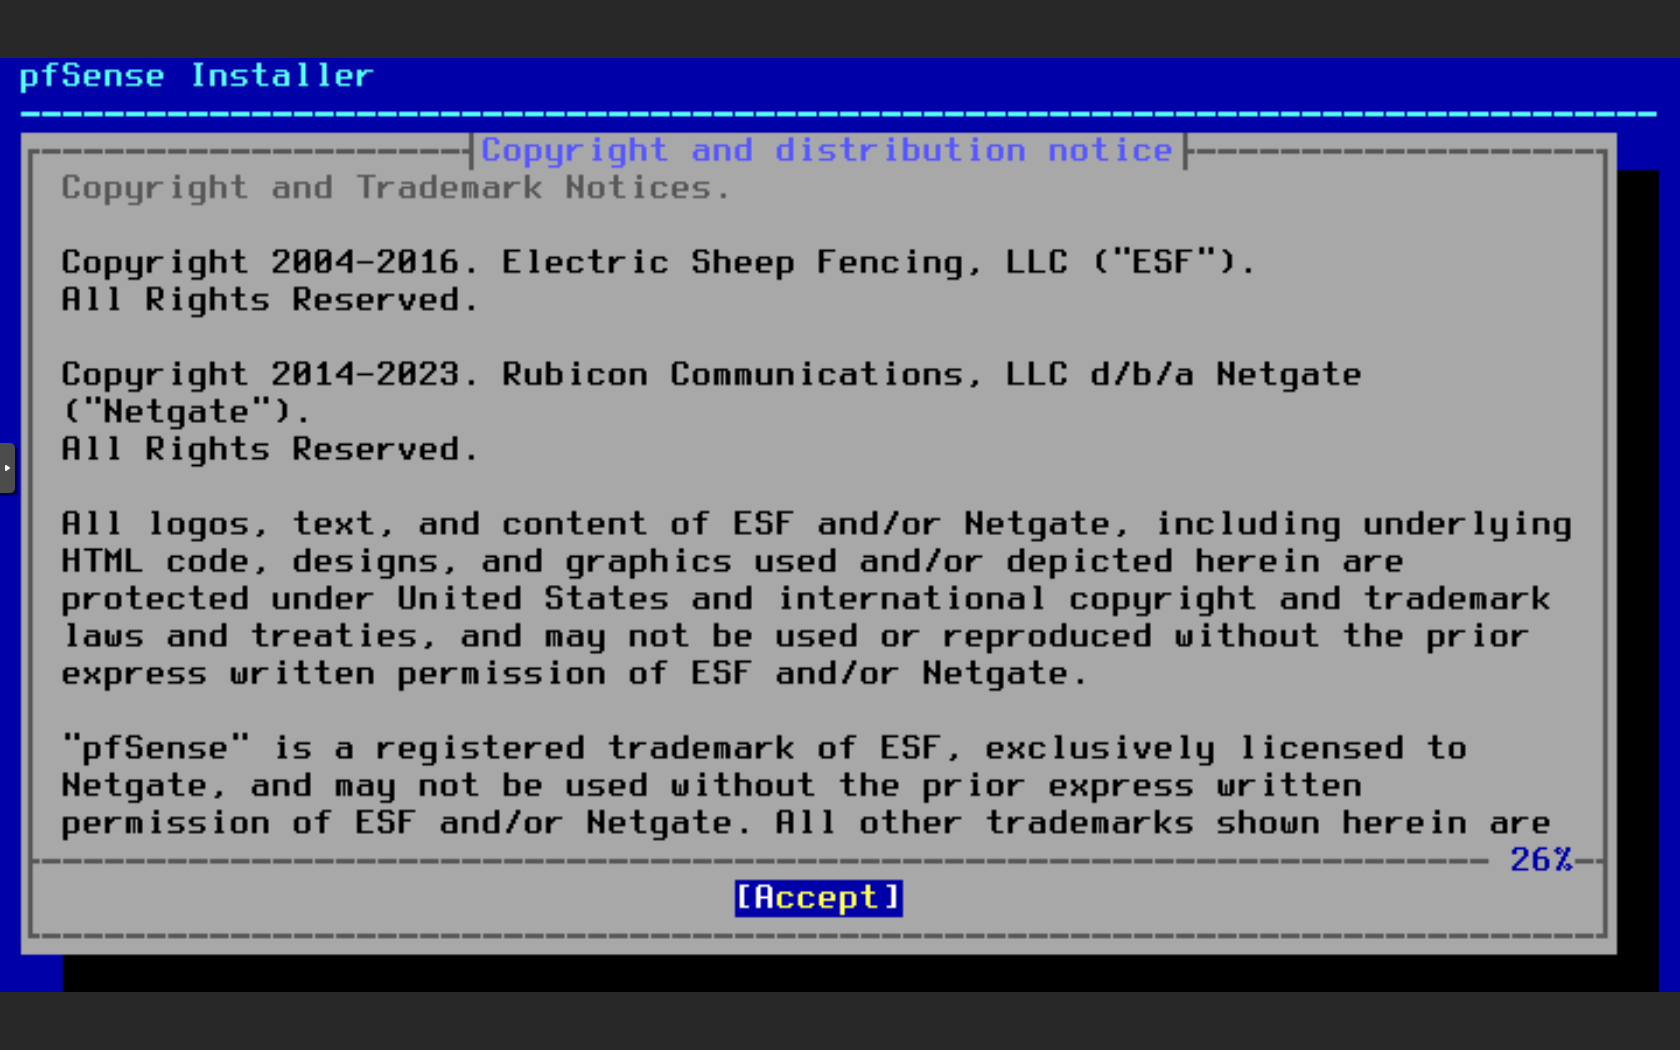 pfSense Installer
Copyright and distribution notice
Copyright and Trademark Notices.
Copyright 2004-2016. Electric Sheep Fencing, LLC ("ESF").
All Rights Reserved.
Copyright 2014-2023. Rubicon Communications, LLC d/b/a Netgate
("Netgate").
All Rights Reserved.
All logos, text, and content of ESF and/or Netgate, including underlying
HTML code, designs, and graphics used and/or depicted herein are
protected under United States and international copyright and trademark
laws and treaties, and may not be used or reproduced without the prior
express written permission of ESF and/or Netgate.
"pfSense" is a registered trademark of ESF, exclusively licensed to
Netgate, and may not be used without the prior express written
permission of ESF and/or Netgate. All other trademarks shown herein are
26%
[Accept]